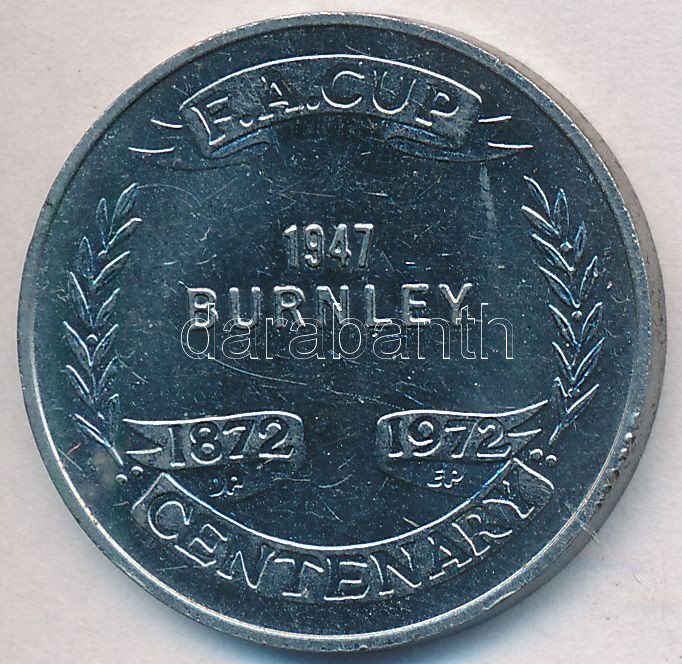 F.A.CUP
1947
BURNLEY
darabanth
1872 1972
CENTENARY